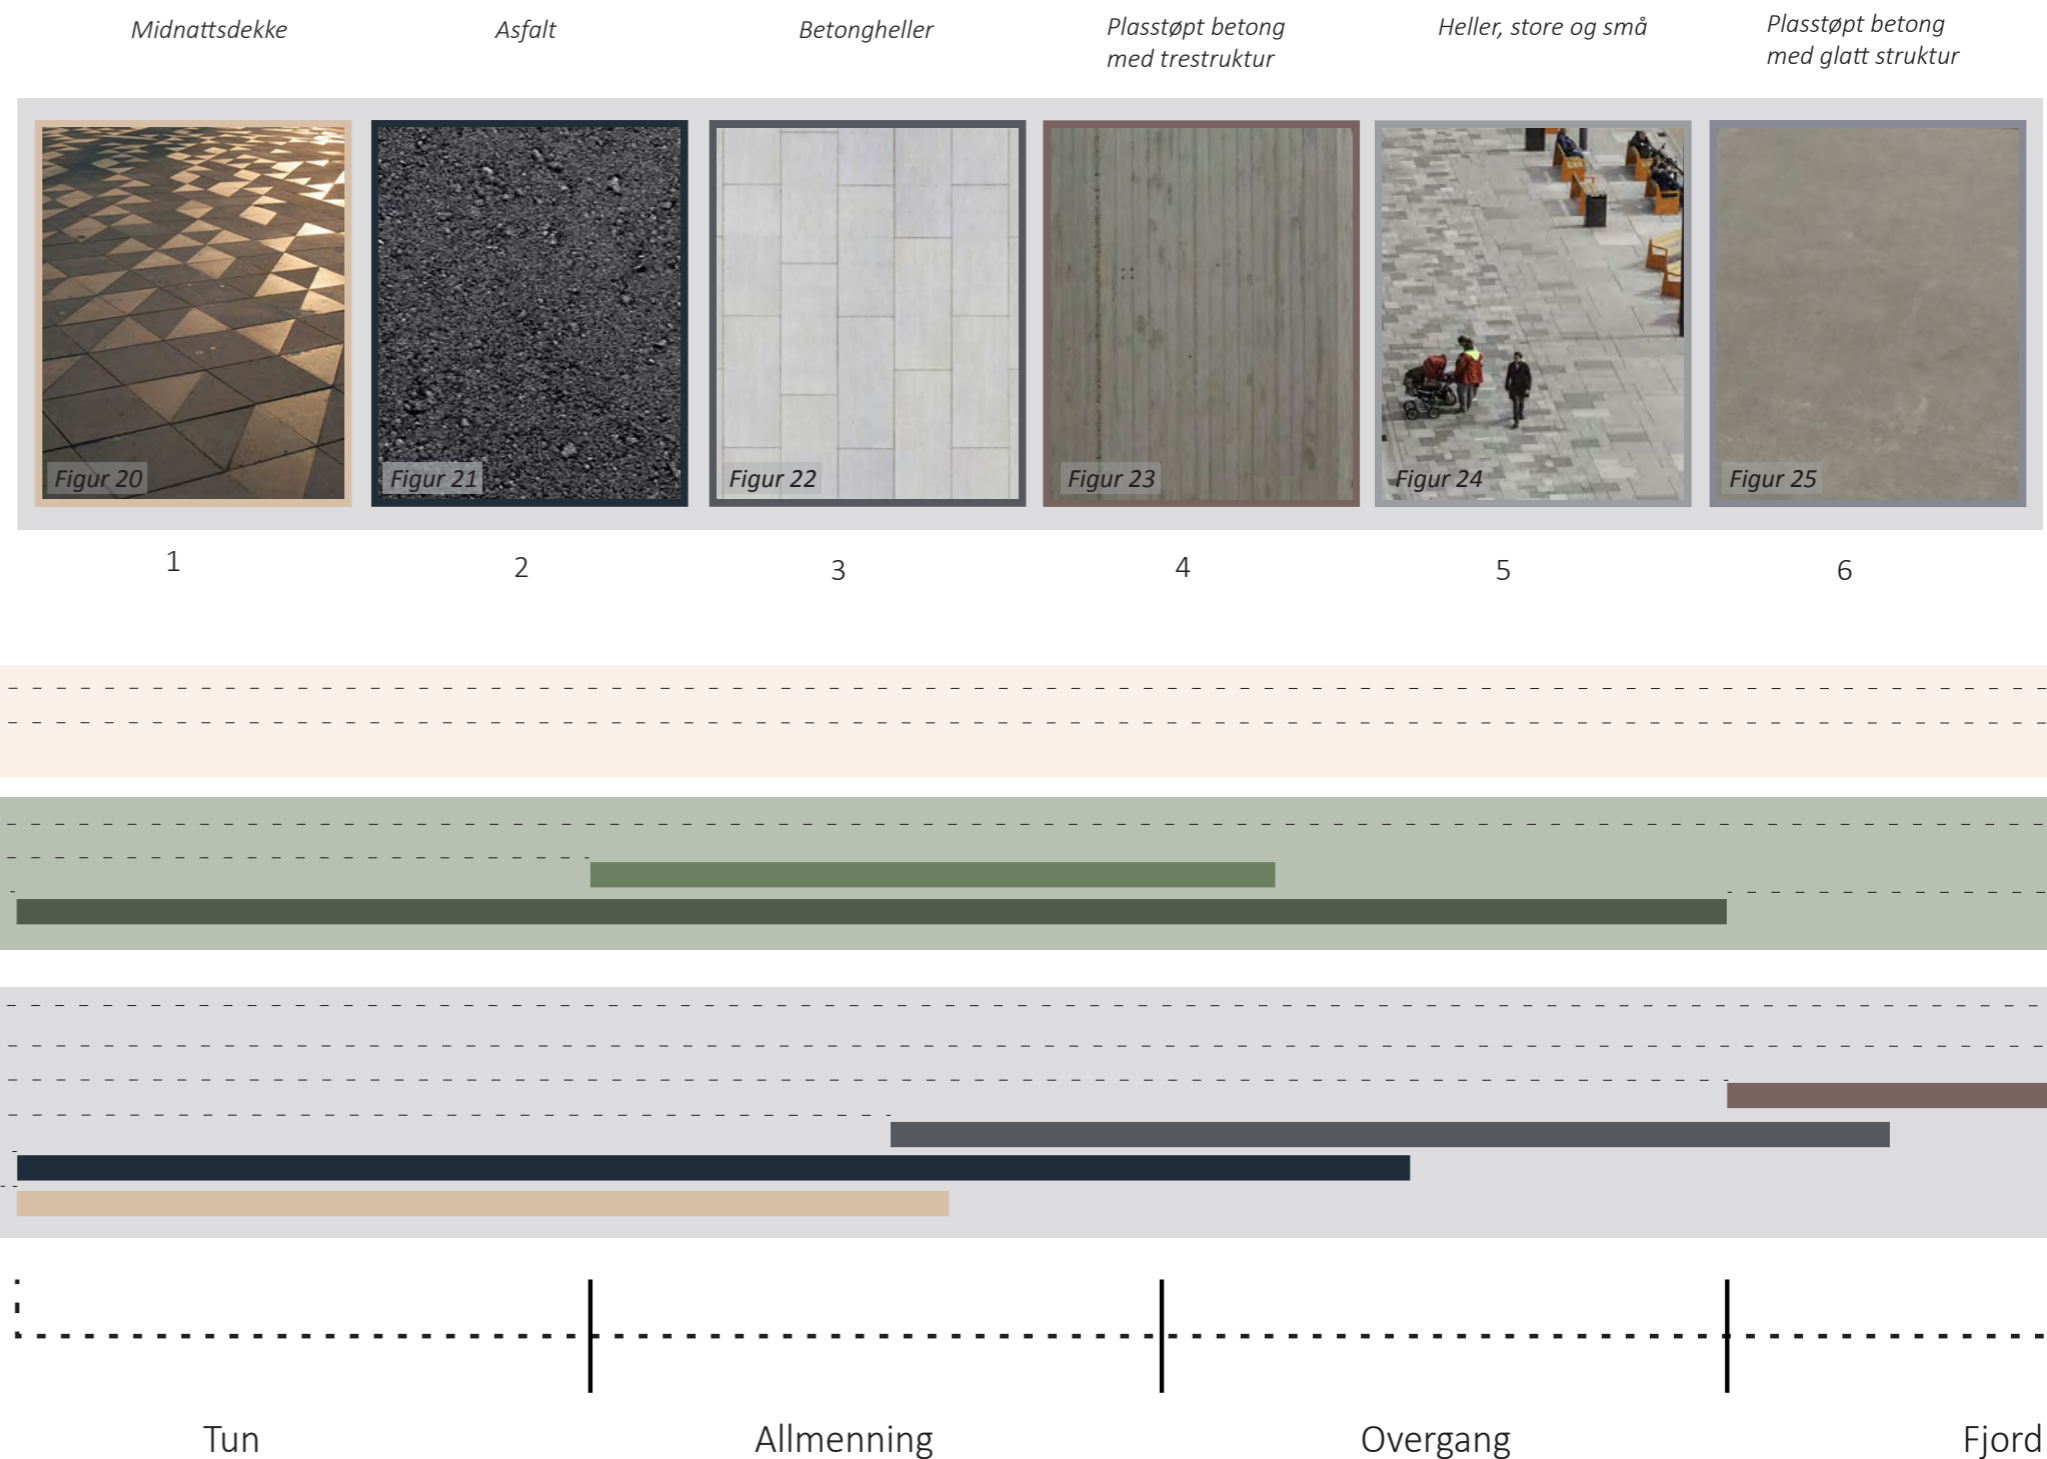 Midnattsdekke
Asfalt
Betongheller
Plasstøpt betong
med trestruktur
Heller, store og små
Plasstøpt betong
med glatt struktur
Figur 20
Figur 21
Figur 22
Figur 23
Figur 24
Figur 25
1
2
3
4
5
6
Tun
Allmenning
Overgang
Fjord